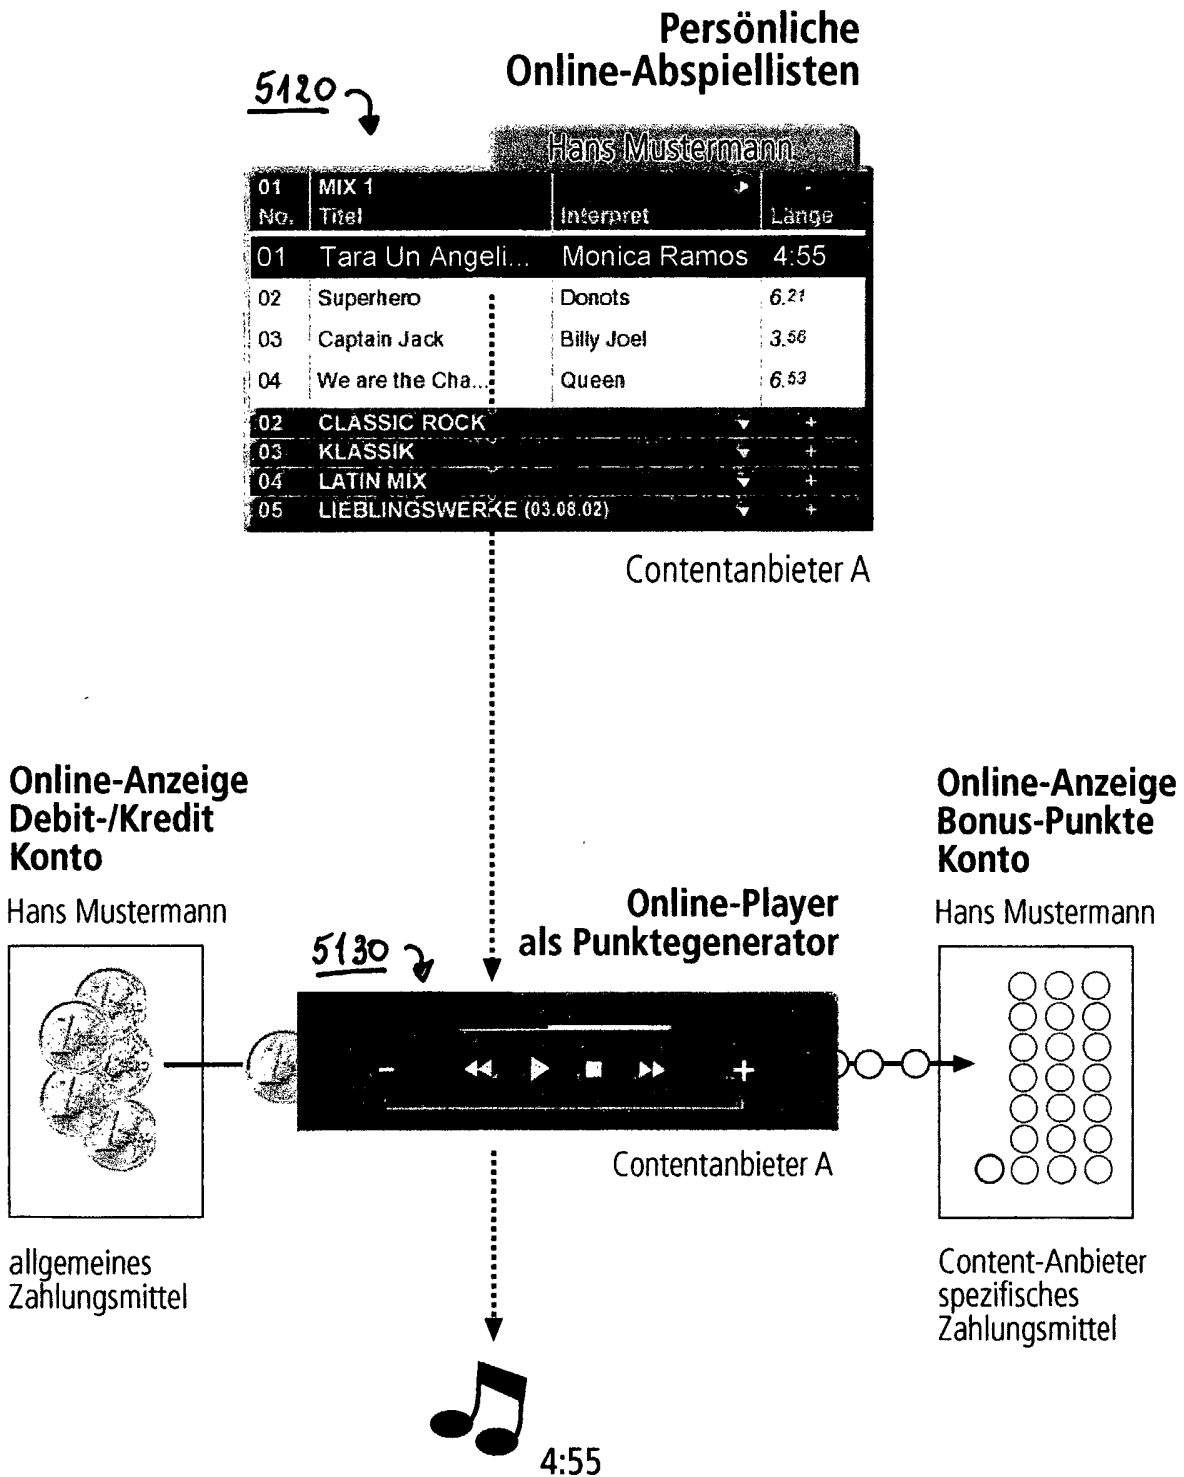 Persönliche
Online-Abspiellisten
5120
Hans Mustermann
01 MIX 1 -
No. Titel Interpret Länge
01 Tara Un Angeli... Monica Ramos 4:55
02 Superhero Donots 6.21
03 Captain Jack Billy Joel 3.56
04 We are the Cha... Queen 6.53
02 CLASSIC ROCK +
03 KLASSIK +
04 LATIN MIX +
05 LIEBLINGSWERKE (03.08.02) +
Contentanbieter A
Online-Anzeige
Debit-/Kredit
Konto
Hans Mustermann
Online-Anzeige
Bonus-Punkte
Konto
Hans Mustermann
Online-Player
als Punktegenerator
5130
- +
Contentanbieter A
allgemeines
Zahlungsmittel
Content-Anbieter
spezifisches
Zahlungsmittel
4:55